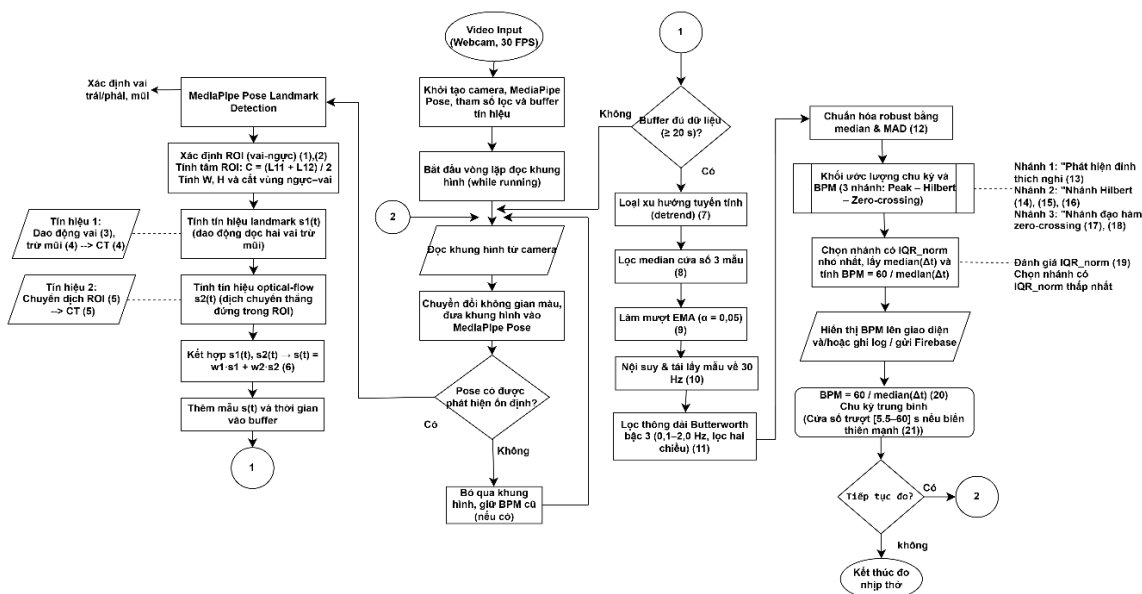 Xác định vai
trái/phải, mũi
MediaPipe Pose Landmark
Detection
Xác định ROI (vai-ngực) (1),(2)
Tính tâm ROI: C = (L11 + L12) / 2
Tính W, H và cắt vùng ngực–vai
Tín hiệu 1:
Dao động vai (3),
trừ mũi (4) --> CT (4)
Tính tín hiệu landmark s1(t)
(dao động dọc hai vai trừ
mũi)
Tín hiệu 2:
Chuyển dịch ROI (5)
--> CT (5)
Tính tín hiệu optical-flow
s2(t) (dịch chuyển thẳng
đứng trong ROI)
Kết hợp s1(t), s2(t) → s(t) =
w1·s1 + w2·s2 (6)
Thêm mẫu s(t) và thời gian
vào buffer
1
Video Input
(Webcam, 30 FPS)
Khởi tạo camera, MediaPipe
Pose, tham số lọc và buffer
tín hiệu
Bắt đầu vòng lặp đọc khung
hình (while running)
2
Đọc khung hình từ camera
Chuyển đổi không gian màu,
đưa khung hình vào
MediaPipe Pose
Pose có được
phát hiện ổn định?
Có
Không
Bỏ qua khung
hình, giữ BPM cũ
(nếu có)
1
Không
Buffer đủ dữ liệu
(≥ 20 s)?
Có
Loại xu hướng tuyến tính
(detrend) (7)
Lọc median cửa sổ 3 mẫu
(8)
Làm mượt EMA (α = 0,05)
(9)
Nội suy & tái lấy mẫu về 30
Hz (10)
Lọc thông dải Butterworth
bậc 3 (0,1–2,0 Hz, lọc hai
chiều) (11)
Chuẩn hóa robust bằng
median & MAD (12)
Khối ước lượng chu kỳ và
BPM (3 nhánh: Peak – Hilbert
– Zero-crossing)
Nhánh 1: "Phát hiện đỉnh
thích nghi (13)
Nhánh 2: "Nhánh Hilbert
(14), (15), (16)
Nhánh 3: "Nhánh đạo hàm
zero-crossing (17), (18)
Chọn nhánh có IQR_norm
nhỏ nhất, lấy median(Δt) và
tính BPM = 60 / median(Δt)
Đánh giá IQR_norm (19)
Chọn nhánh có
IQR_norm thấp nhất
Hiển thị BPM lên giao diện
và/hoặc ghi log / gửi Firebase
BPM = 60 / median(Δt) (20)
Chu kỳ trung bình
(Cửa sổ trượt [5.5–60] s nếu biến
thiên mạnh (21))
Tiếp tục đo?
Có
2
không
Kết thúc đo
nhịp thở